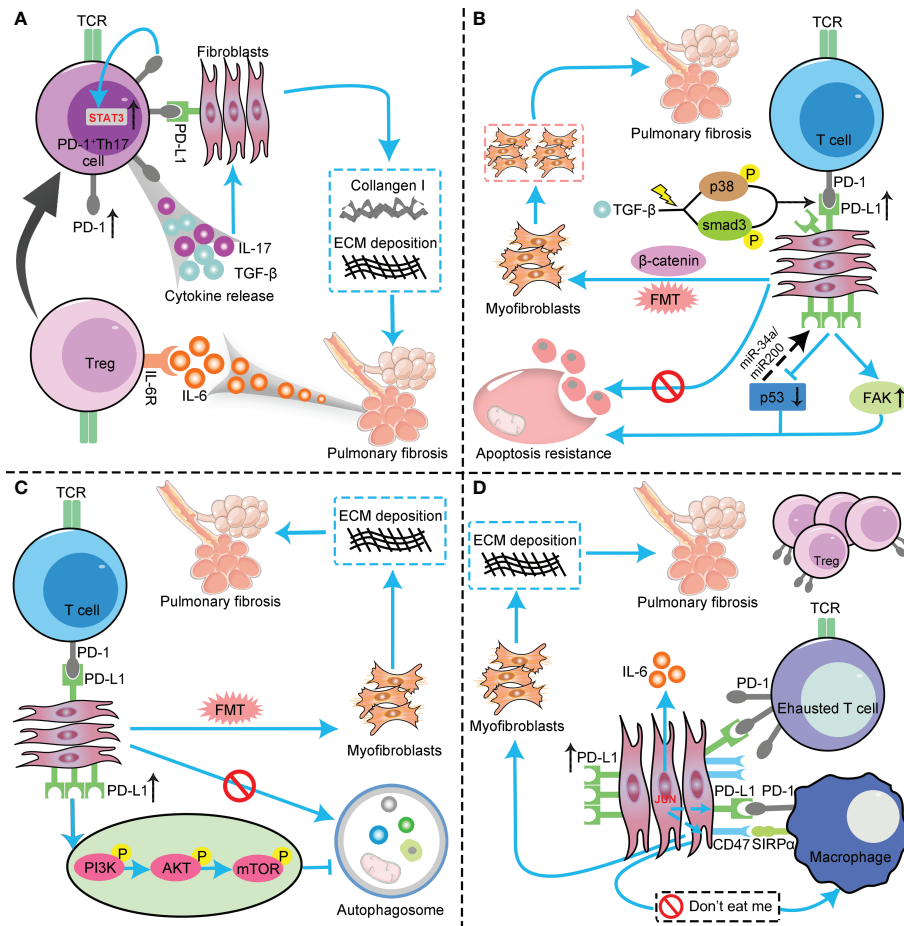 A
TCR
Fibroblasts
STAT3
PD-1⁺Th17
cell
PD-L1
PD-1
IL-17
TGF-β
Cytokine release
Collangen I
ECM deposition
Treg
IL-6R
IL-6
Pulmonary fibrosis
B
TCR
Pulmonary fibrosis
T cell
PD-1
PD-L1
p38
P
TGF-β
smad3
P
β-catenin
FMT
Myofibroblasts
miR-34a/
miR200
p53
FAK
Apoptosis resistance
C
TCR
ECM deposition
Pulmonary fibrosis
T cell
PD-1
PD-L1
FMT
Myofibroblasts
PD-L1
P
P
P
PI3K
AKT
mTOR
Autophagosome
D
ECM deposition
Pulmonary fibrosis
Treg
TCR
IL-6
PD-1
Ehausted T cell
Myofibroblasts
PD-L1
JUN
PD-L1
PD-1
CD47
SIRPα
Macrophage
Don't eat me